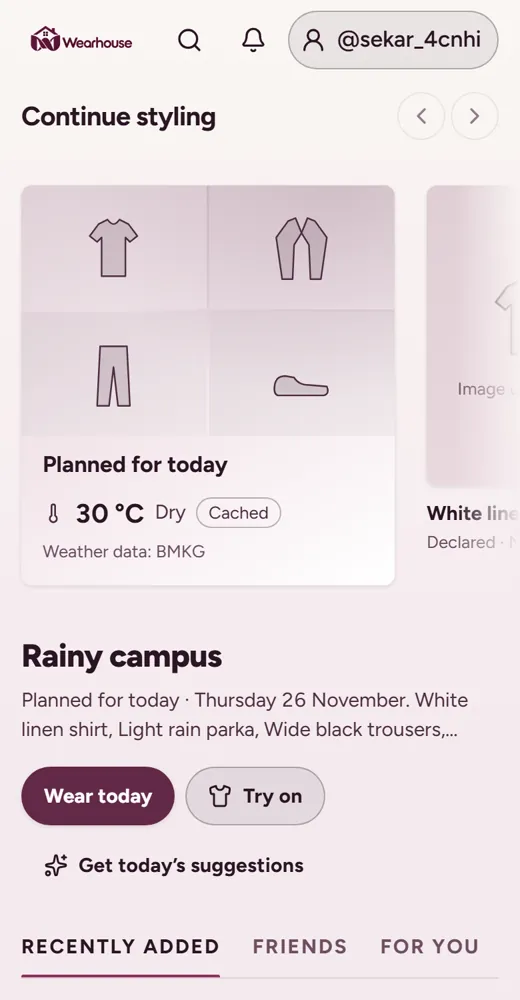 Wearhouse
@sekar_4cnhi
Continue styling
Planned for today
30 °C Dry Cached
Weather data: BMKG
Image
White line
Declared ·
Rainy campus
Planned for today · Thursday 26 November. White
linen shirt, Light rain parka, Wide black trousers,...
Wear today
Try on
Get today’s suggestions
RECENTLY ADDED FRIENDS FOR YOU